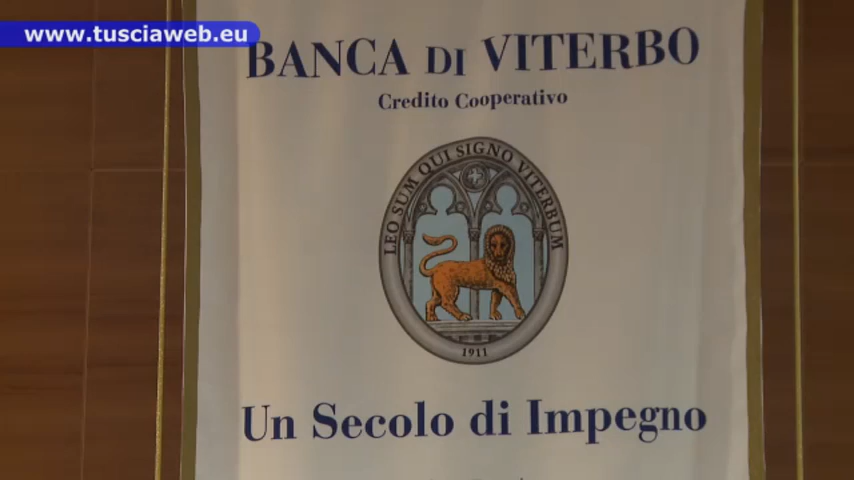 www.tusciaweb.eu
BANCA DI VITERBO
Credito Cooperativo
LEO SUM QUI SIGNO VITERBUM
1911
Un Secolo di Impegno